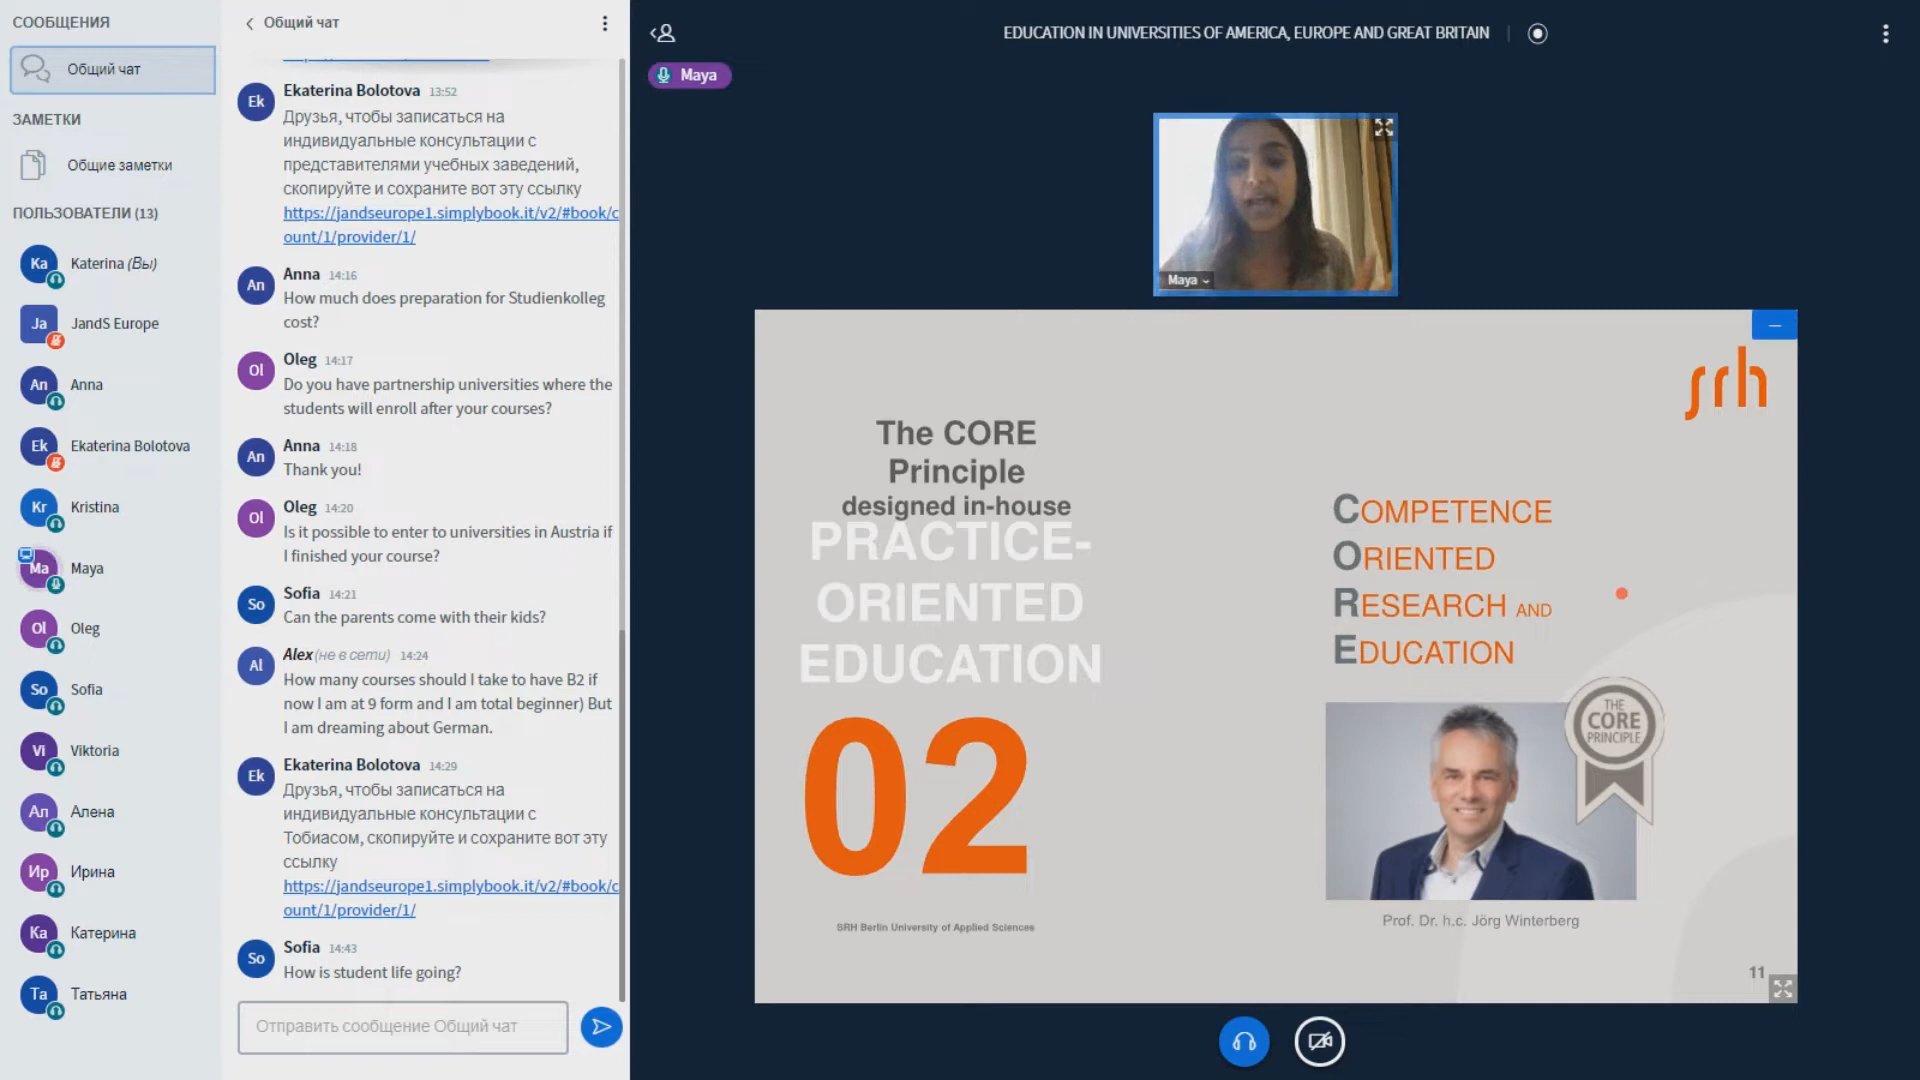 СООБЩЕНИЯ
Общий чат
ЗАМЕТКИ
Общие заметки
ПОЛЬЗОВАТЕЛИ (13)
Ka
Katerina (Вы)
Ja
JandS Europe
An
Anna
Ek
Ekaterina Bolotova
Kr
Kristina
Ma
Maya
Ol
Oleg
So
Sofia
Vi
Viktoria
Ал
Алена
Ир
Ирина
Ка
Катерина
Та
Татьяна
Общий чат
Ek
Ekaterina Bolotova 13:52
Друзья, чтобы записаться на
индивидуальные консультации с
представителями учебных заведений,
скопируйте и сохраните вот эту ссылку
https://jandseurope1.simplybook.it/v2/#book/c
ount/1/provider/1/
An
Anna 14:16
How much does preparation for Studienkolleg
cost?
Ol
Oleg 14:17
Do you have partnership universities where the
students will enroll after your courses?
An
Anna 14:18
Thank you!
Ol
Oleg 14:20
Is it possible to enter to universities in Austria if
I finished your course?
So
Sofia 14:21
Can the parents come with their kids?
Al
Alex (не в сети) 14:24
How many courses should I take to have B2 if
now I am at 9 form and I am total beginner) But
I am dreaming about German.
Ek
Ekaterina Bolotova 14:29
Друзья, чтобы записаться на
индивидуальные консультации с
Тобиасом, скопируйте и сохраните вот эту
ссылку
https://jandseurope1.simplybook.it/v2/#book/c
ount/1/provider/1/
So
Sofia 14:43
How is student life going?
Отправить сообщение Общий чат
EDUCATION IN UNIVERSITIES OF AMERICA, EUROPE AND GREAT BRITAIN
Maya
Maya
srh
The CORE
Principle
designed in-house
PRACTICE-
ORIENTED
EDUCATION
02
SRH Berlin University of Applied Sciences
COMPETENCE
ORIENTED
RESEARCH AND
EDUCATION
THE
CORE
PRINCIPLE
Prof. Dr. h.c. Jörg Winterberg
11